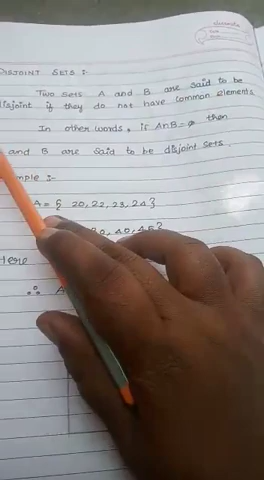 DISJOINT SETS :-
Two sets A and B are said to be
disjoint if they do not have common elements
In other words, if A∩B=φ then
and B are said to be disjoint sets.
mple :-
A = { 20, 22, 23, 24 }
30, 40, 45 }
Here
∴ A